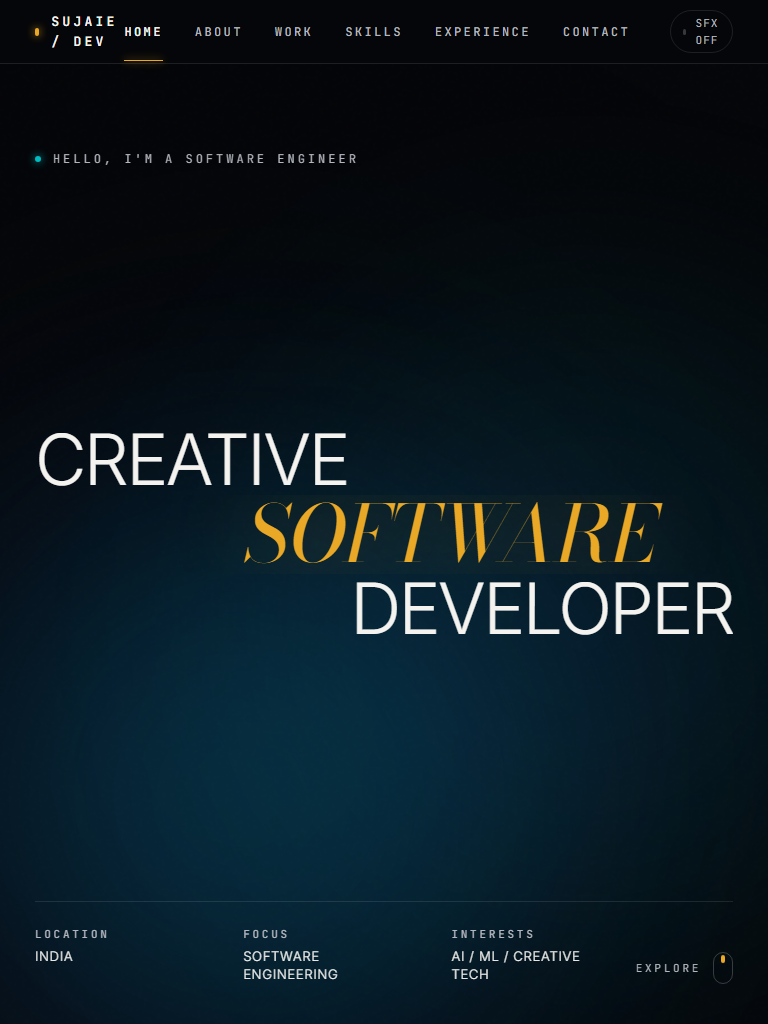 SUJAIE
/ DEV
HOME ABOUT WORK SKILLS EXPERIENCE CONTACT
SFX
OFF
HELLO, I'M A SOFTWARE ENGINEER
CREATIVE
SOFTWARE
DEVELOPER
LOCATION
INDIA
FOCUS
SOFTWARE
ENGINEERING
INTERESTS
AI / ML / CREATIVE
TECH
EXPLORE